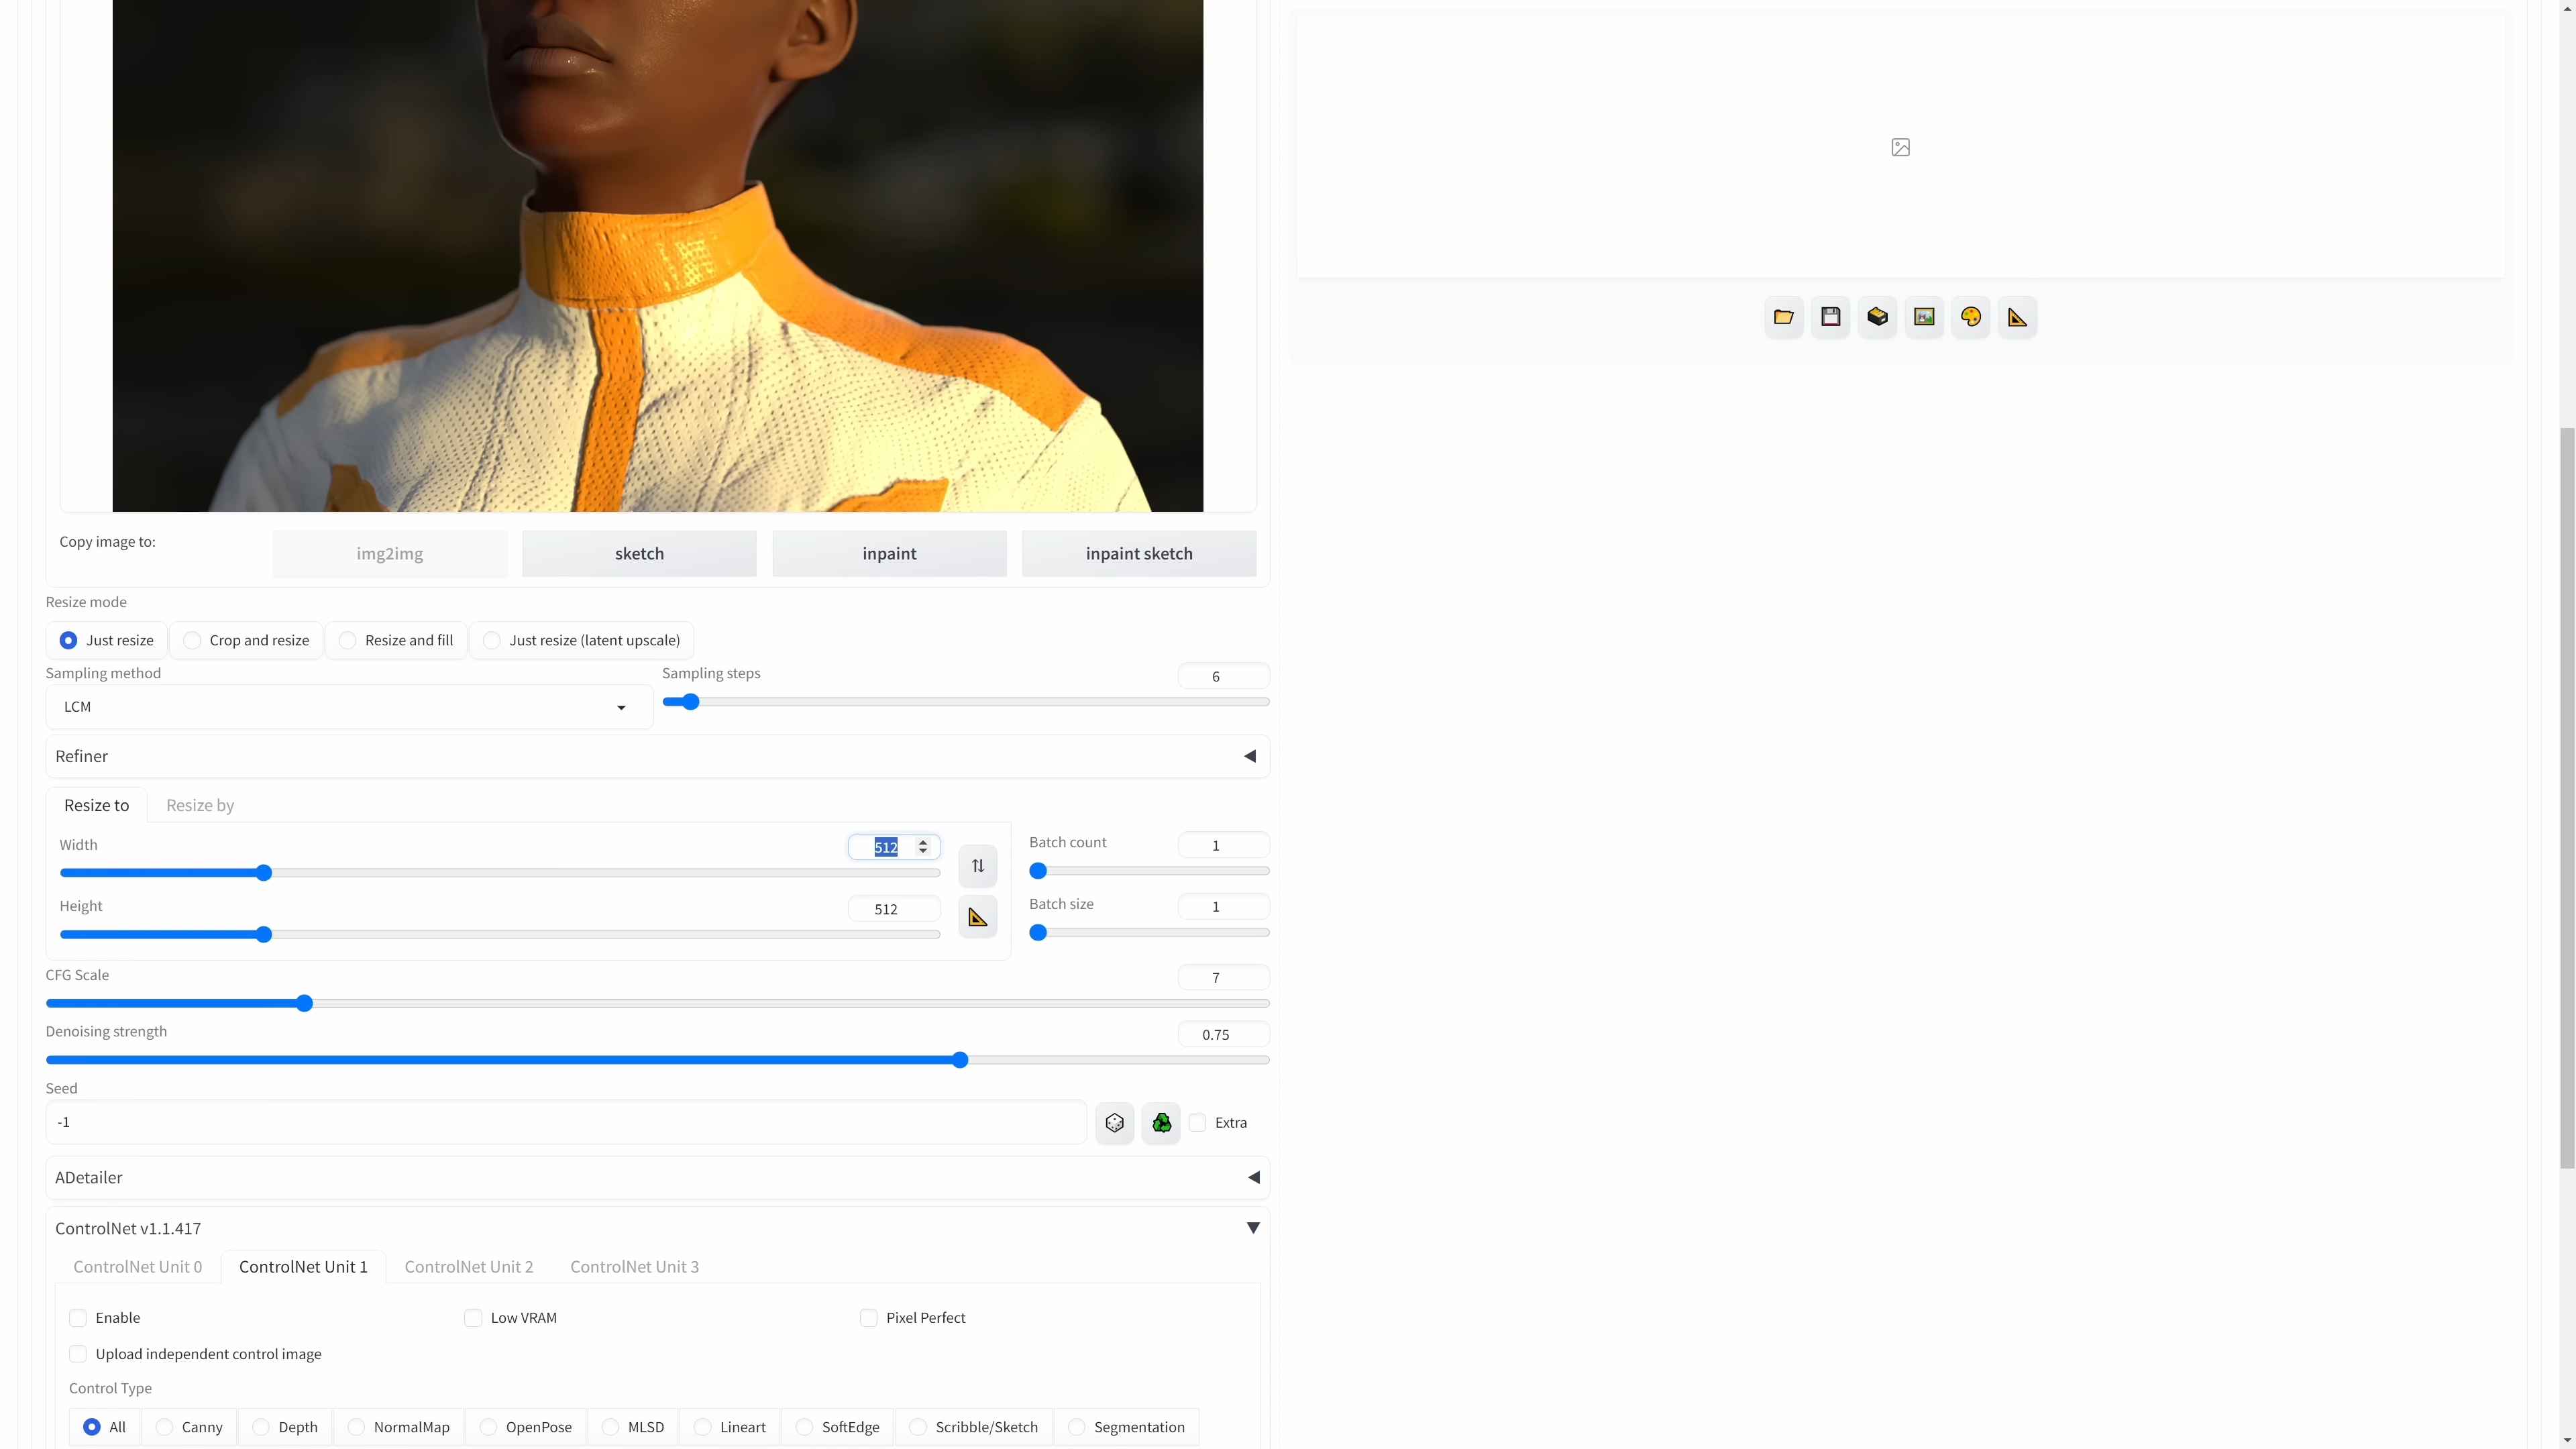 Copy image to:
img2img
sketch
inpaint
inpaint sketch
Resize mode
Just resize
Crop and resize
Resize and fill
Just resize (latent upscale)
Sampling method
Sampling steps
6
LCM
Refiner
Resize to
Resize by
Width
512
Batch count
1
Height
512
Batch size
1
CFG Scale
7
Denoising strength
0.75
Seed
-1
Extra
ADetailer
ControlNet v1.1.417
ControlNet Unit 0
ControlNet Unit 1
ControlNet Unit 2
ControlNet Unit 3
Enable
Low VRAM
Pixel Perfect
Upload independent control image
Control Type
All
Canny
Depth
NormalMap
OpenPose
MLSD
Lineart
SoftEdge
Scribble/Sketch
Segmentation